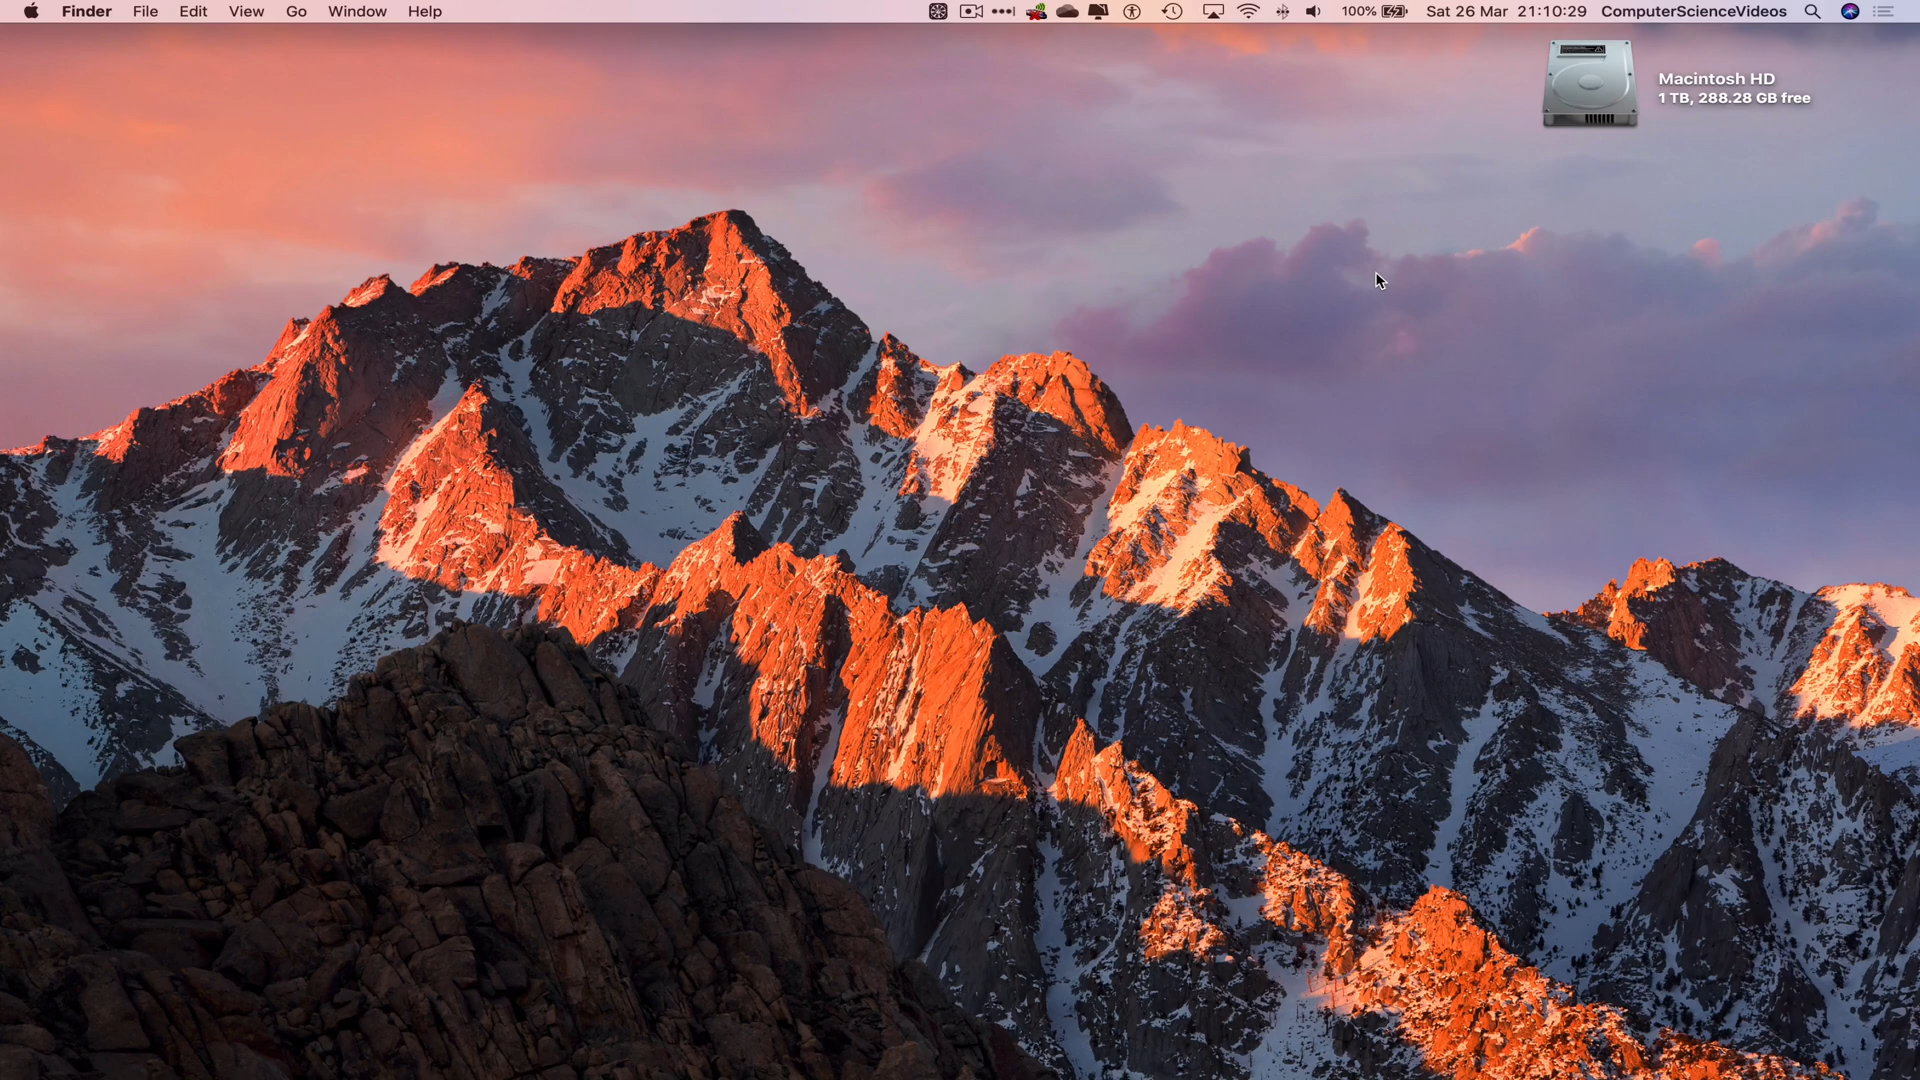 Finder File Edit View Go Window Help 100% Sat 26 Mar 21:10:29 ComputerScienceVideos
Macintosh HD
1 TB, 288.28 GB free